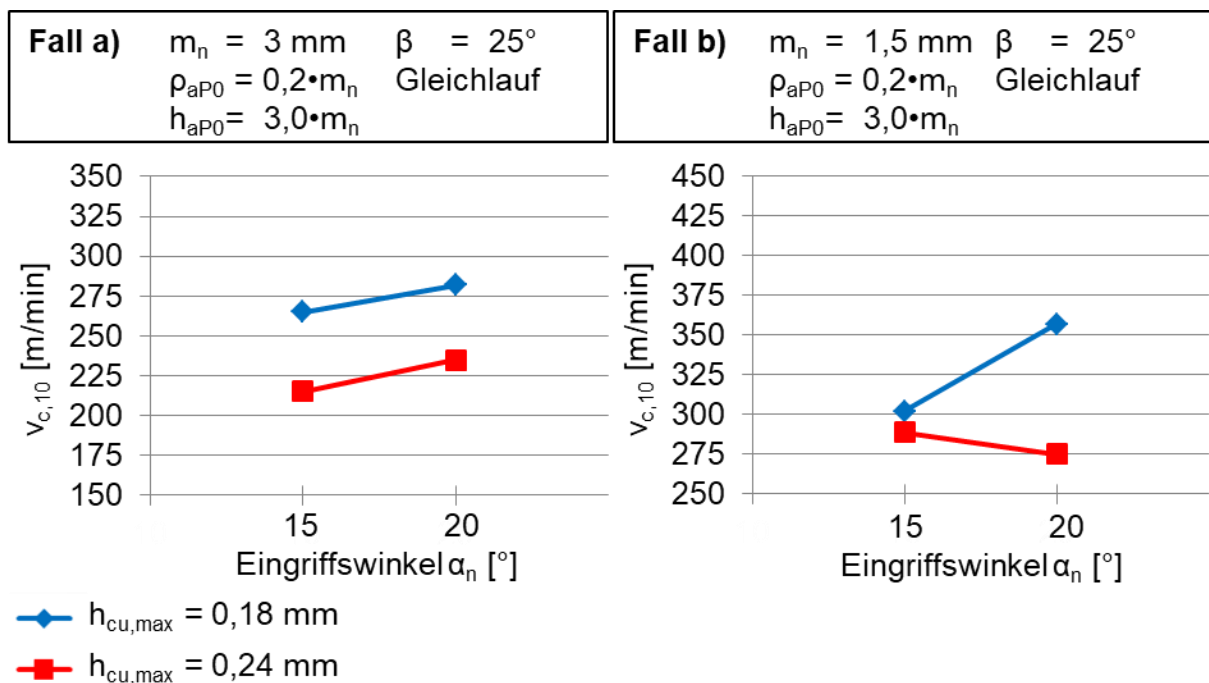 Fall a) mₙ = 3 mm β = 25°
ρaP0 = 0,2•mₙ Gleichlauf
haP0= 3,0•mₙ
Fall b) mₙ = 1,5 mm β = 25°
ρaP0 = 0,2•mₙ Gleichlauf
haP0= 3,0•mₙ
vc,10 [m/min]
350
325
300
275
250
225
200
175
150
15 20
Eingriffswinkel αₙ [°]
vc,10 [m/min]
450
425
400
375
350
325
300
275
250
15 20
Eingriffswinkel αₙ [°]
hcu,max = 0,18 mm
hcu,max = 0,24 mm